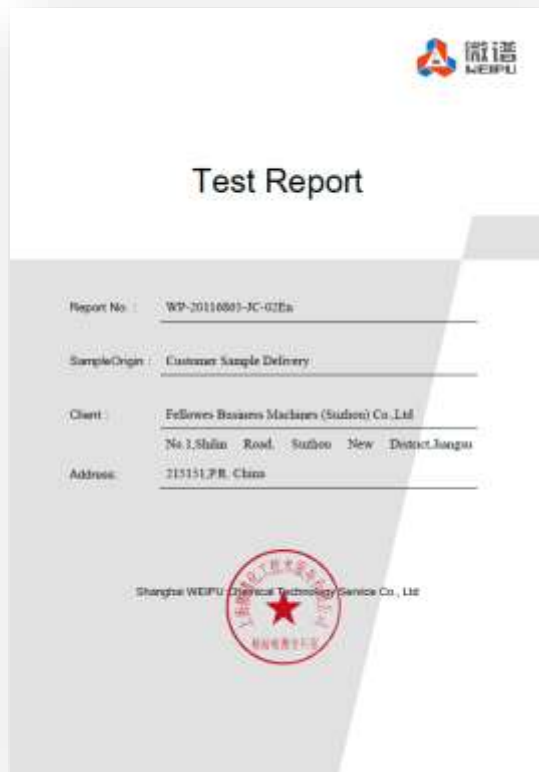 微谱
WEIPU
Test Report
Report No. : WP-20116801-JC-02En
SampleOrigin : Customer Sample Delivery
Client : Fellowes Business Machines (Suzhou) Co.,Ltd
No.1,Shilin Road, Suzhou New District,Jiangsu
Address: 215151,P.R. China
Shanghai WEIPU Chemical Technology Service Co., Ltd